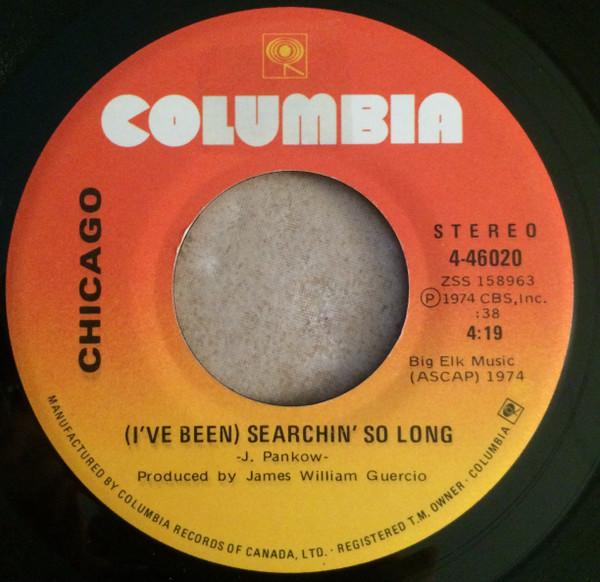 COLUMBIA
CHICAGO
STEREO
4-46020
ZSS 158963
Ⓟ1974 CBS,Inc.
:38
4:19
Big Elk Music
(ASCAP) 1974
(I'VE BEEN) SEARCHIN' SO LONG
-J. Pankow-
Produced by James William Guercio
MANUFACTURED BY COLUMBIA RECORDS OF CANADA, LTD. · REGISTERED T.M. OWNER · COLUMBIA